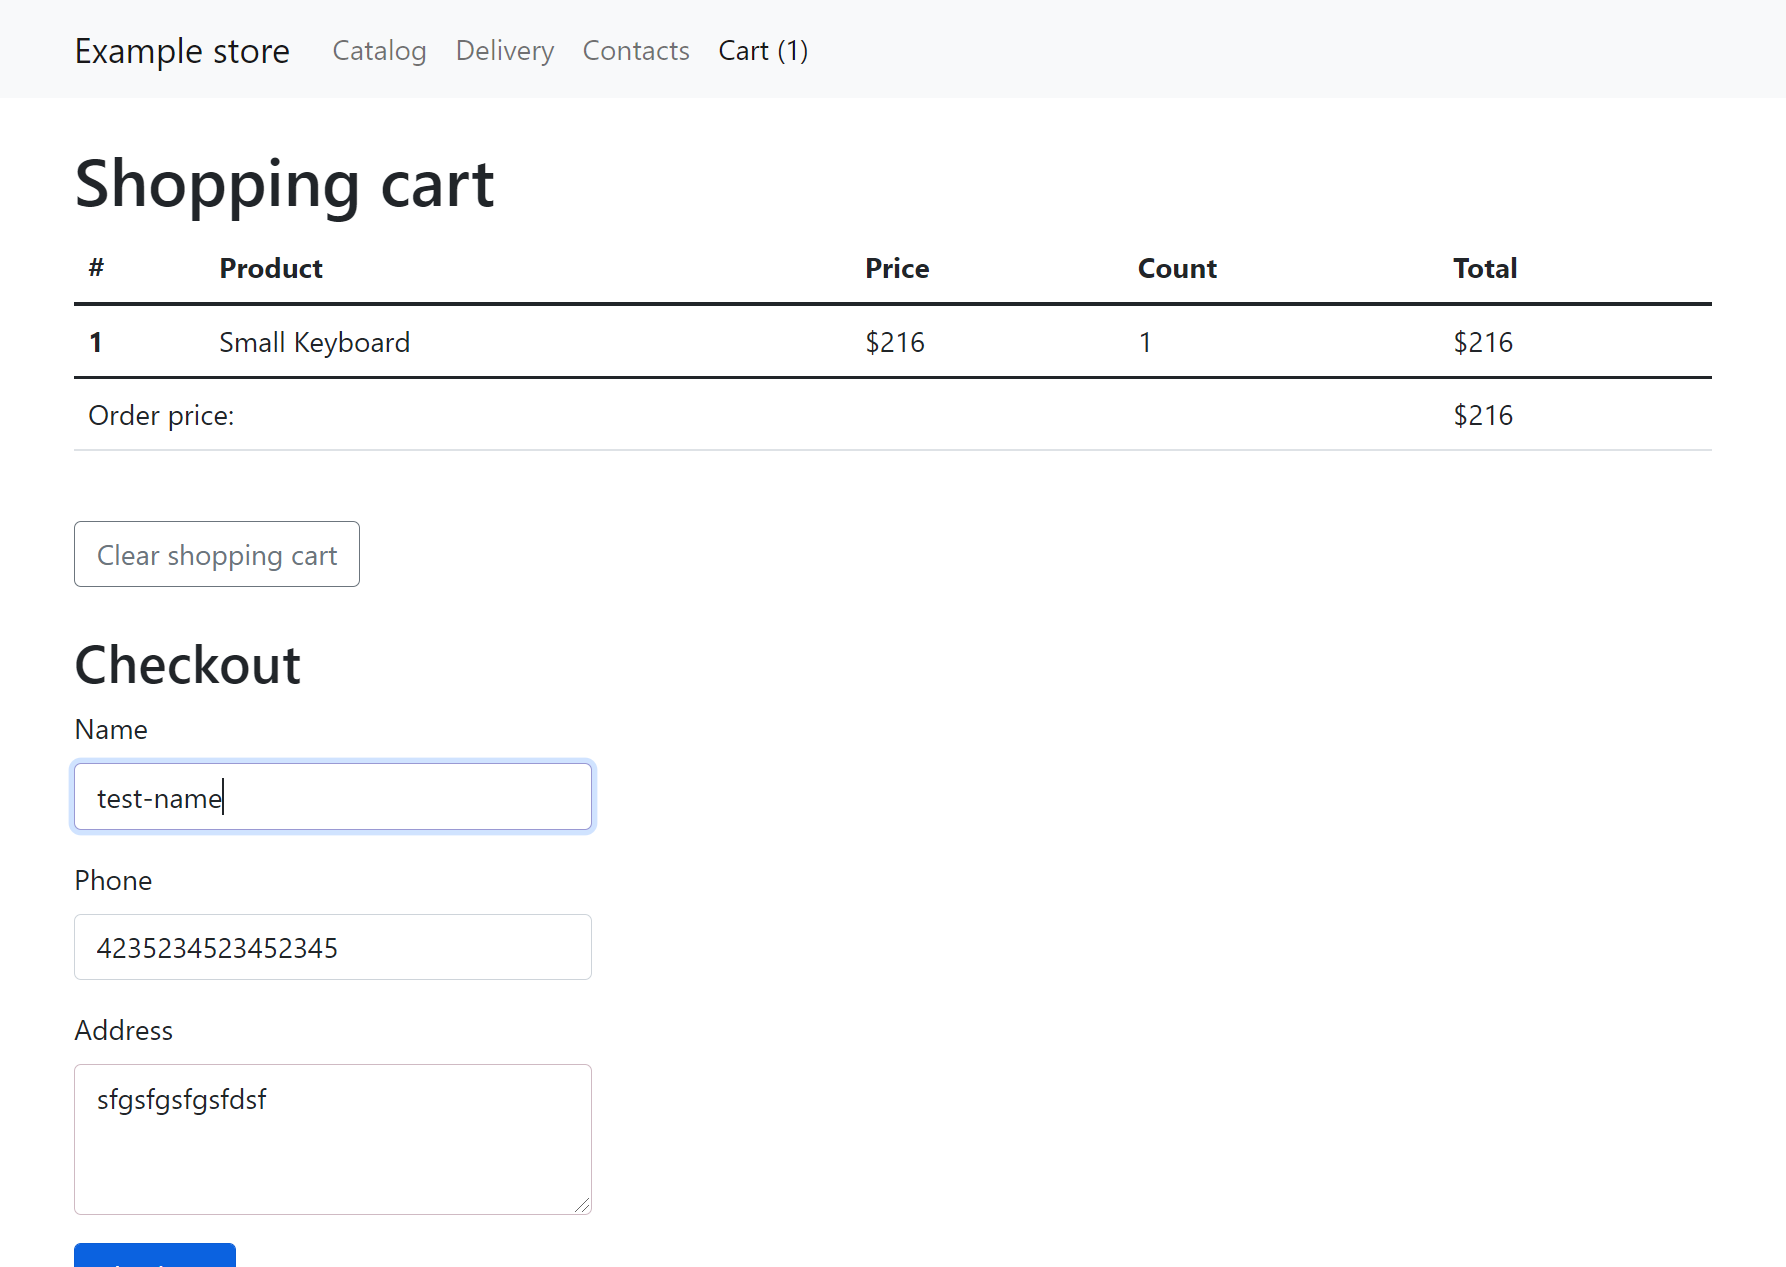 Example store Catalog Delivery Contacts Cart (1)
Shopping cart
# Product Price Count Total
1 Small Keyboard $216 1 $216
Order price: $216
Clear shopping cart
Checkout
Name
test-name
Phone
4235234523452345
Address
sfgsfgsfgsfdsf